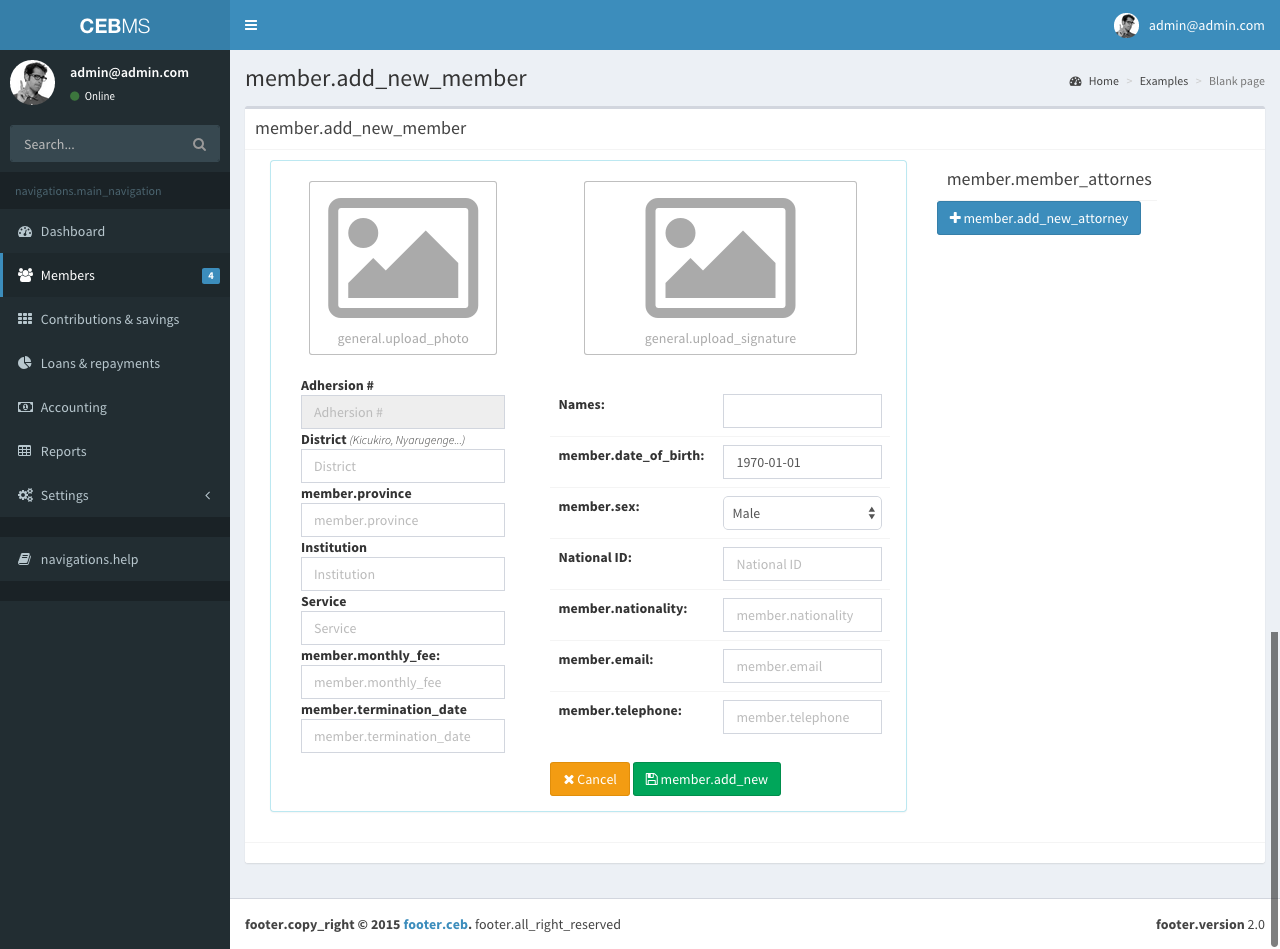 CEBMS
admin@admin.com
admin@admin.com
Online
Search...
navigations.main_navigation
Dashboard
Members
4
Contributions & savings
Loans & repayments
Accounting
Reports
Settings
navigations.help
member.add_new_member
Home > Examples > Blank page
member.add_new_member
general.upload_photo
general.upload_signature
Adhersion #
Adhersion #
District (Kicukiro, Nyarugenge...)
District
member.province
member.province
Institution
Institution
Service
Service
member.monthly_fee:
member.monthly_fee
member.termination_date
member.termination_date
Names:
member.date_of_birth:
1970-01-01
member.sex:
Male
National ID:
National ID
member.nationality:
member.nationality
member.email:
member.email
member.telephone:
member.telephone
Cancel
member.add_new
member.member_attornes
member.add_new_attorney
footer.copy_right © 2015 footer.ceb. footer.all_right_reserved
footer.version 2.0